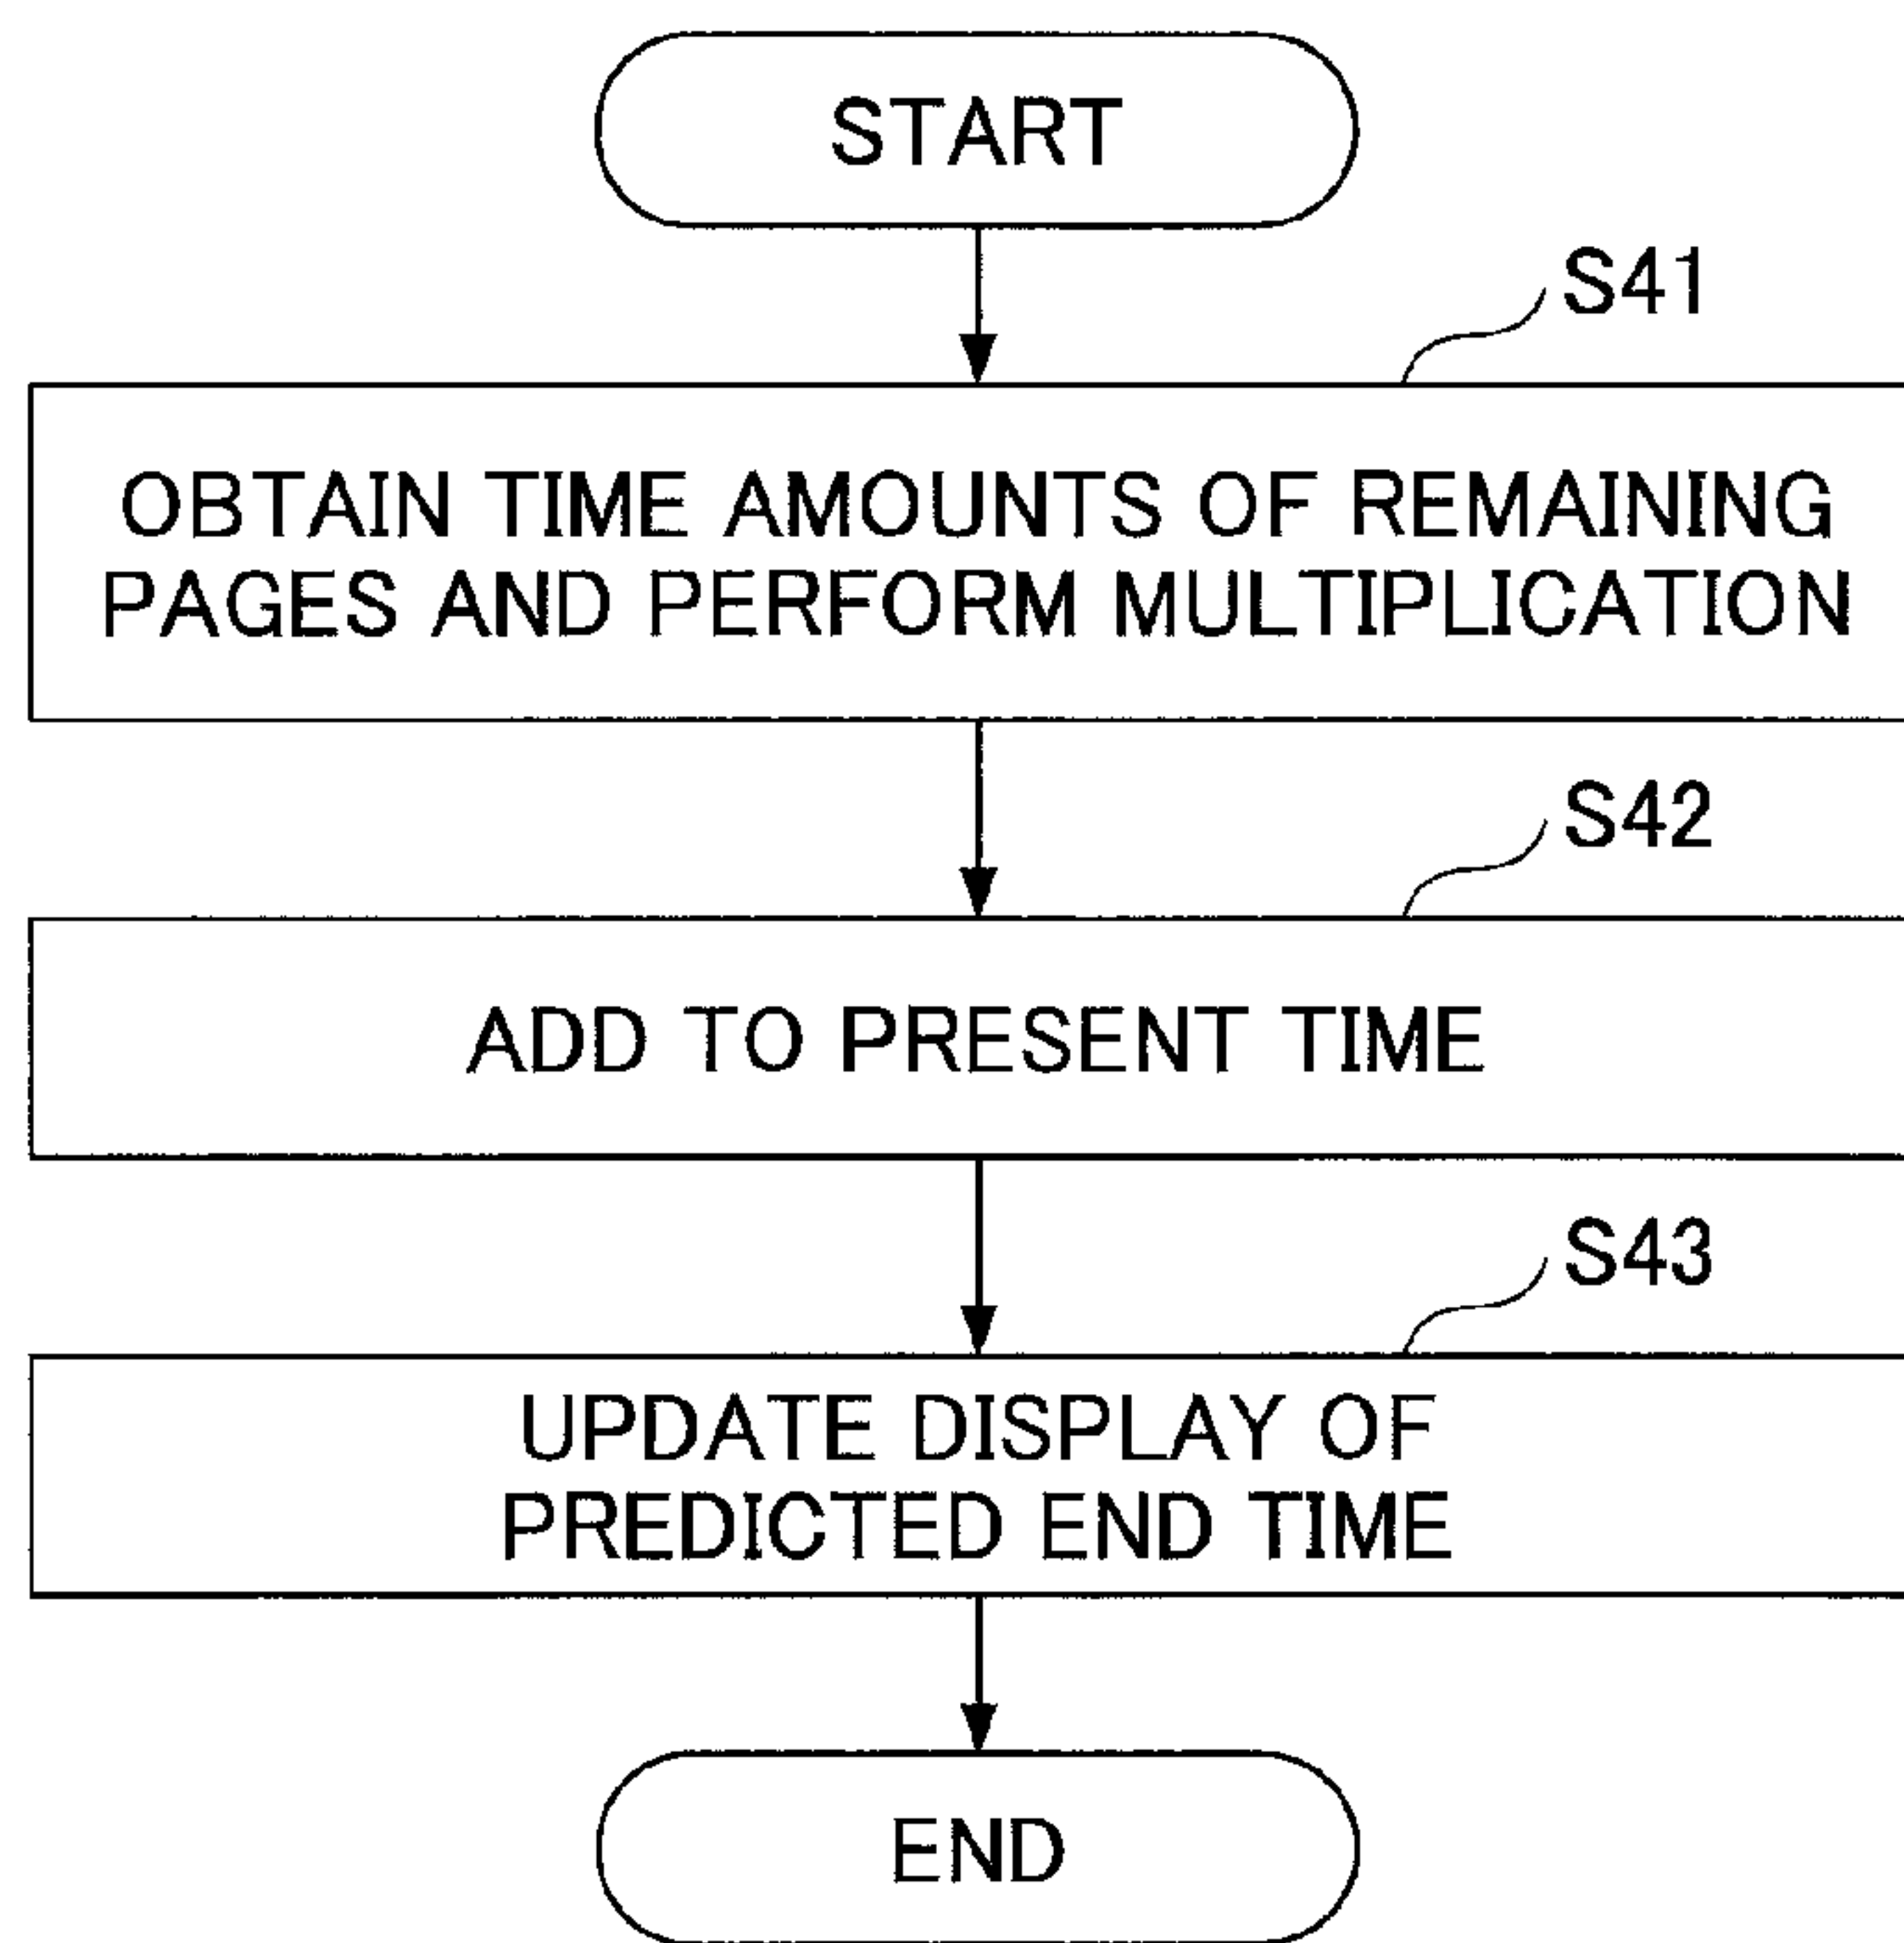 START
S41
OBTAIN TIME AMOUNTS OF REMAINING
PAGES AND PERFORM MULTIPLICATION
S42
ADD TO PRESENT TIME
S43
UPDATE DISPLAY OF
PREDICTED END TIME
END